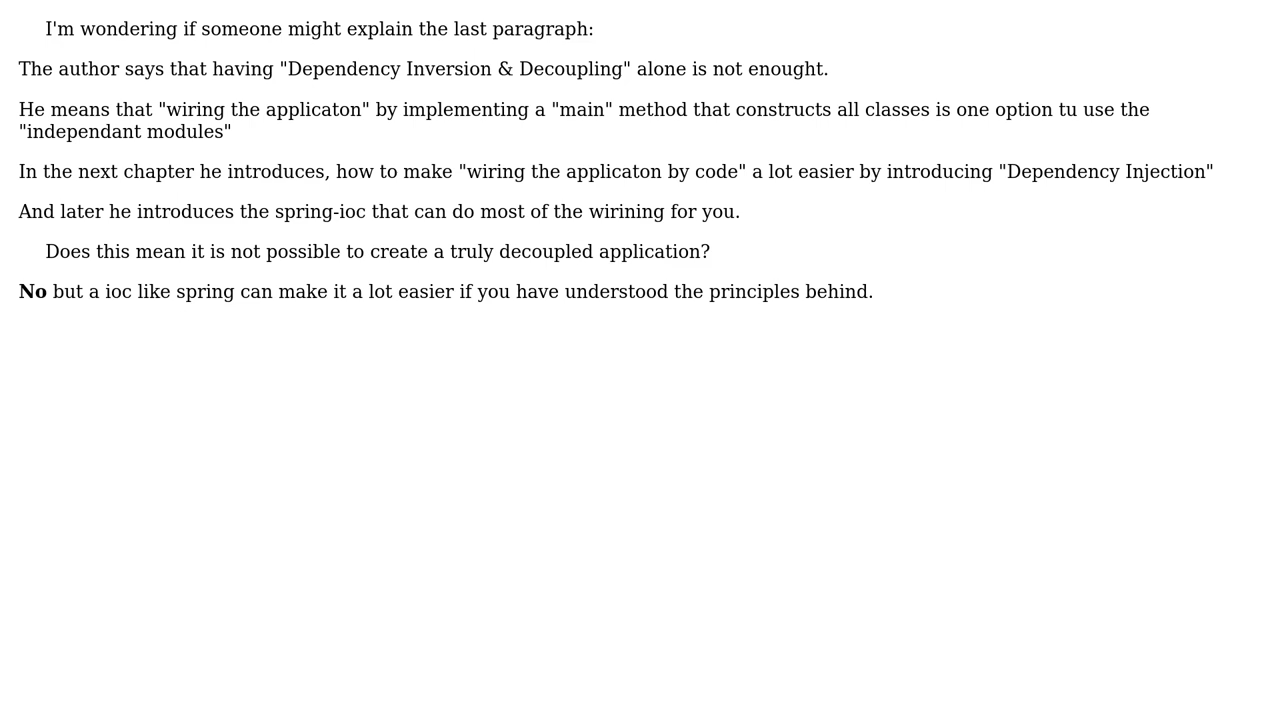 I'm wondering if someone might explain the last paragraph:
The author says that having "Dependency Inversion & Decoupling" alone is not enought.
He means that "wiring the applicaton" by implementing a "main" method that constructs all classes is one option tu use the
"independant modules"
In the next chapter he introduces, how to make "wiring the applicaton by code" a lot easier by introducing "Dependency Injection"
And later he introduces the spring-ioc that can do most of the wirining for you.
Does this mean it is not possible to create a truly decoupled application?
No but a ioc like spring can make it a lot easier if you have understood the principles behind.